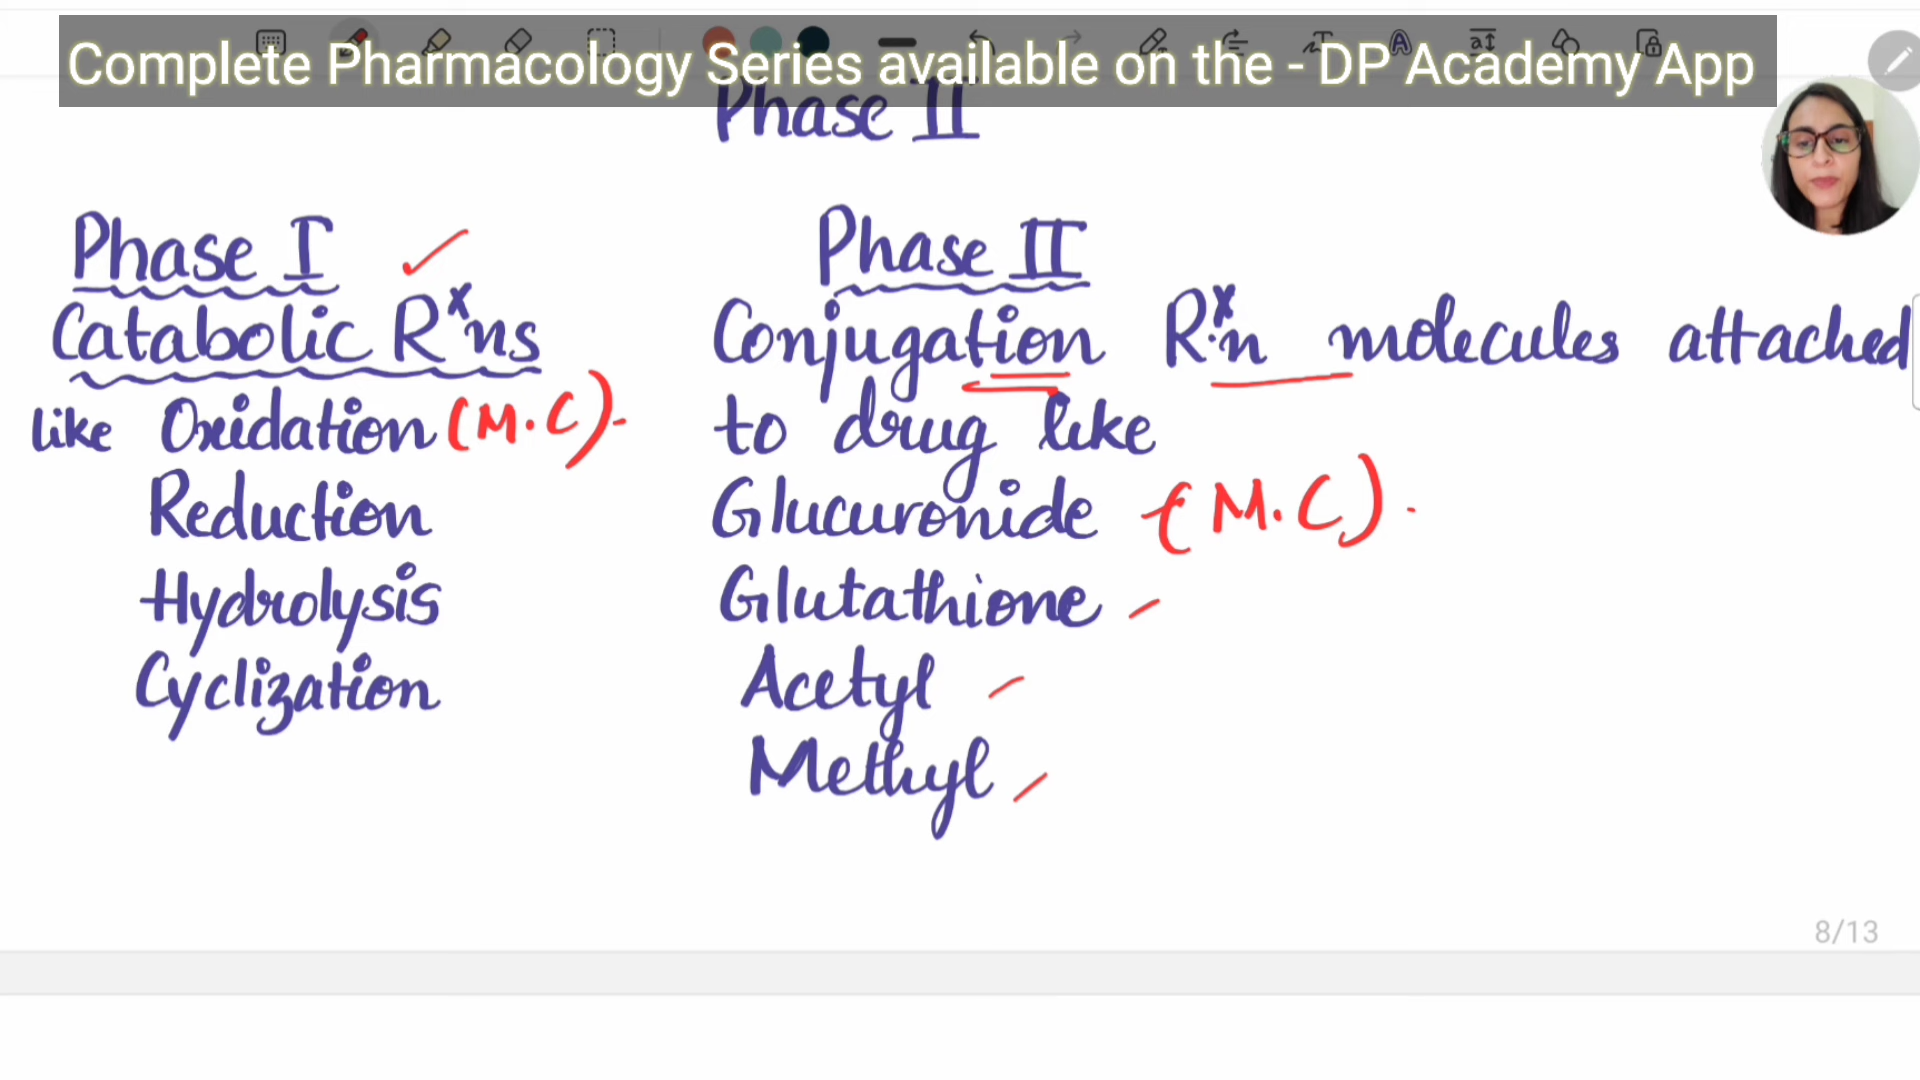 Complete Pharmacology Series available on the - DP Academy App
Phase II
Phase I
Catabolic Rxns
like Oxidation (M.C).
Reduction
Hydrolysis
Cyclization
Phase II
Conjugation Rxn molecules attached
to drug like
Glucuronide (M.C).
Glutathione
Acetyl
Methyl
8/13